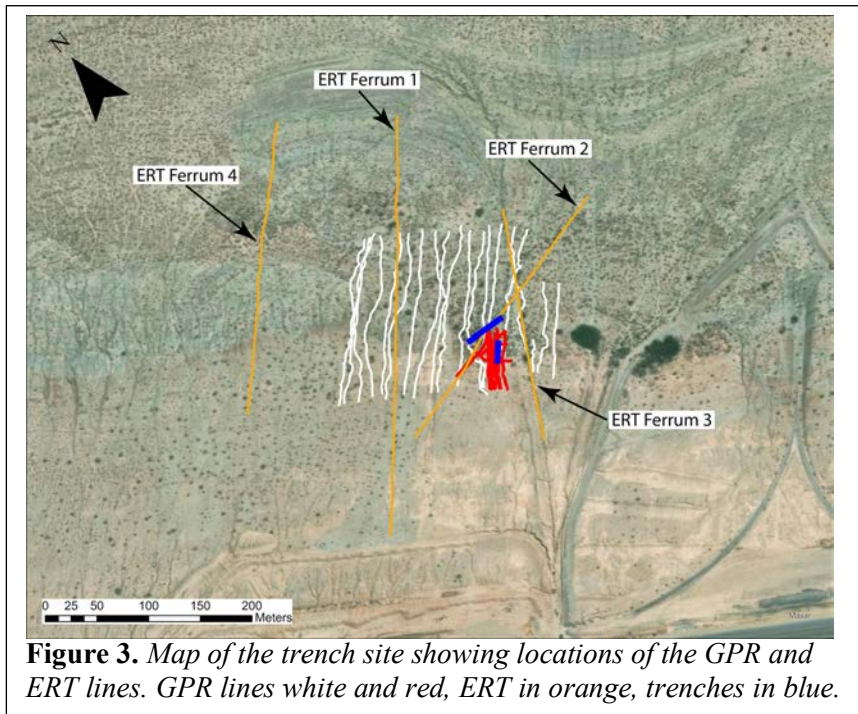 N
ERT Ferrum 1
ERT Ferrum 2
ERT Ferrum 4
ERT Ferrum 3
0 25 50 100 150 200
Meters
Maxar
Figure 3. Map of the trench site showing locations of the GPR and
ERT lines. GPR lines white and red, ERT in orange, trenches in blue.